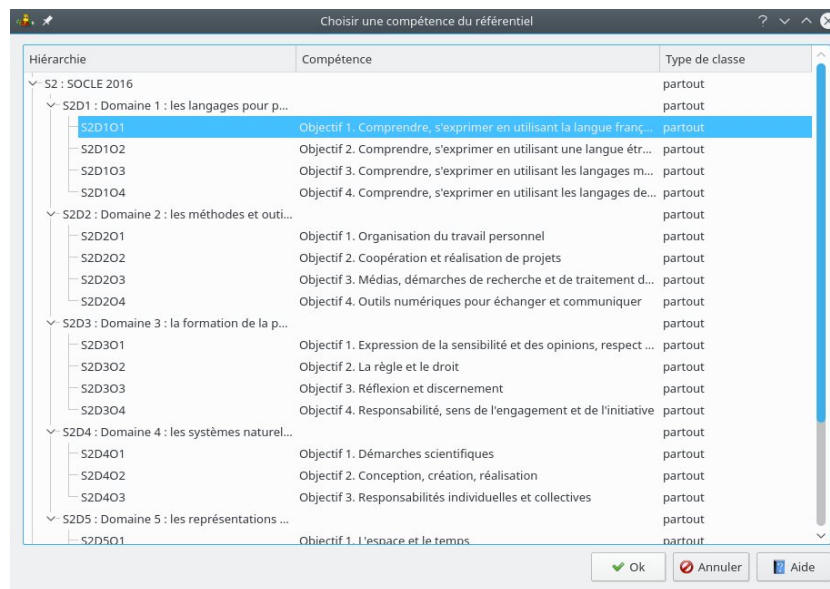 Choisir une compétence du référentiel
Hiérarchie Compétence Type de classe
S2 : SOCLE 2016 partout
S2D1 : Domaine 1 : les langages pour p... partout
S2D1O1 Objectif 1. Comprendre, s'exprimer en utilisant la langue franç... partout
S2D1O2 Objectif 2. Comprendre, s'exprimer en utilisant une langue étr... partout
S2D1O3 Objectif 3. Comprendre, s'exprimer en utilisant les langages m... partout
S2D1O4 Objectif 4. Comprendre, s'exprimer en utilisant les langages de... partout
S2D2 : Domaine 2 : les méthodes et outi... partout
S2D2O1 Objectif 1. Organisation du travail personnel partout
S2D2O2 Objectif 2. Coopération et réalisation de projets partout
S2D2O3 Objectif 3. Médias, démarches de recherche et de traitement d... partout
S2D2O4 Objectif 4. Outils numériques pour échanger et communiquer partout
S2D3 : Domaine 3 : la formation de la p... partout
S2D3O1 Objectif 1. Expression de la sensibilité et des opinions, respect ... partout
S2D3O2 Objectif 2. La règle et le droit partout
S2D3O3 Objectif 3. Réflexion et discernement partout
S2D3O4 Objectif 4. Responsabilité, sens de l'engagement et de l'initiative partout
S2D4 : Domaine 4 : les systèmes naturel... partout
S2D4O1 Objectif 1. Démarches scientifiques partout
S2D4O2 Objectif 2. Conception, création, réalisation partout
S2D4O3 Objectif 3. Responsabilités individuelles et collectives partout
S2D5 : Domaine 5 : les représentations ... partout
S2D5O1 Objectif 1. L'espace et le temps partout
Ok Annuler Aide